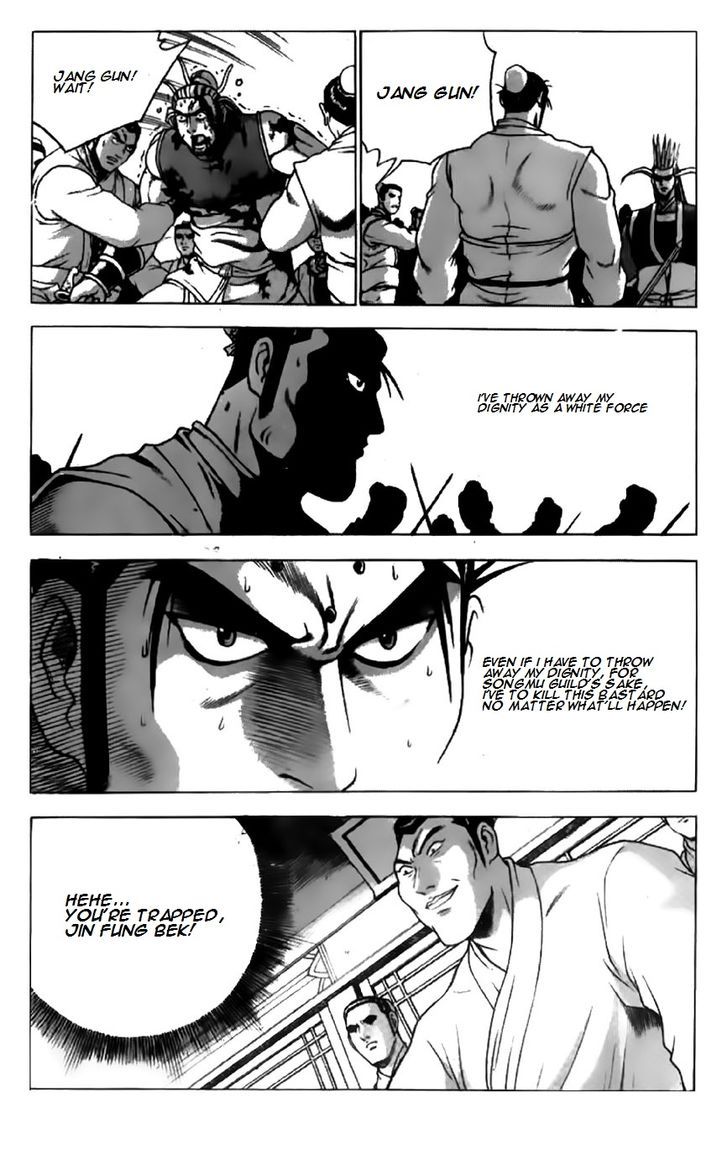 JANG GUN!
WAIT!
JANG GUN!
I'VE THROWN AWAY MY
DIGNITY AS A WHITE FORCE
EVEN IF I HAVE TO THROW
AWAY MY DIGNITY, FOR
SONGMU GUILD'S SAKE,
I'VE TO KILL THIS BASTARD
NO MATTER WHAT'LL HAPPEN!
HEHE...
YOU'RE TRAPPED,
JIN FUNG BEK!